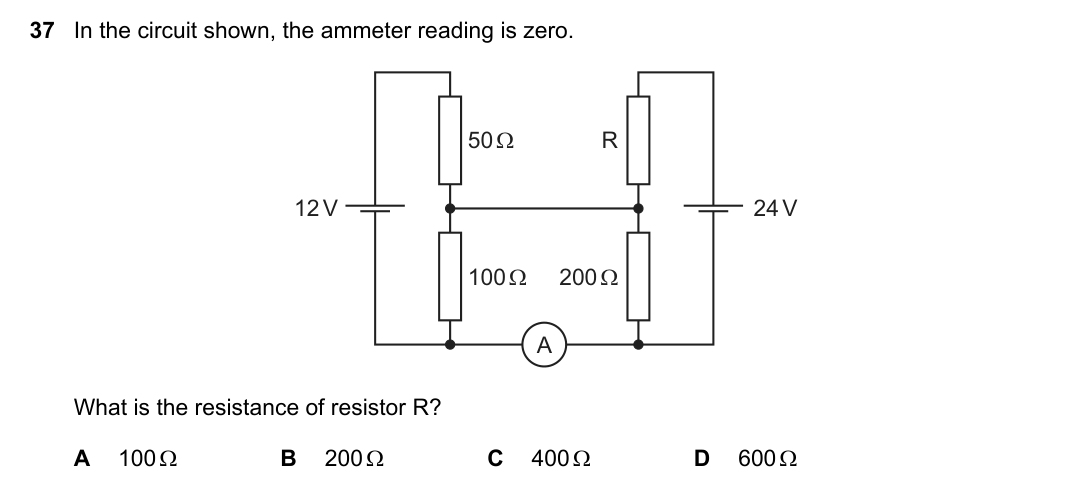 37 In the circuit shown, the ammeter reading is zero.
50Ω R
12V 24V
100Ω 200Ω
A
What is the resistance of resistor R?
A 100Ω B 200Ω C 400Ω D 600Ω